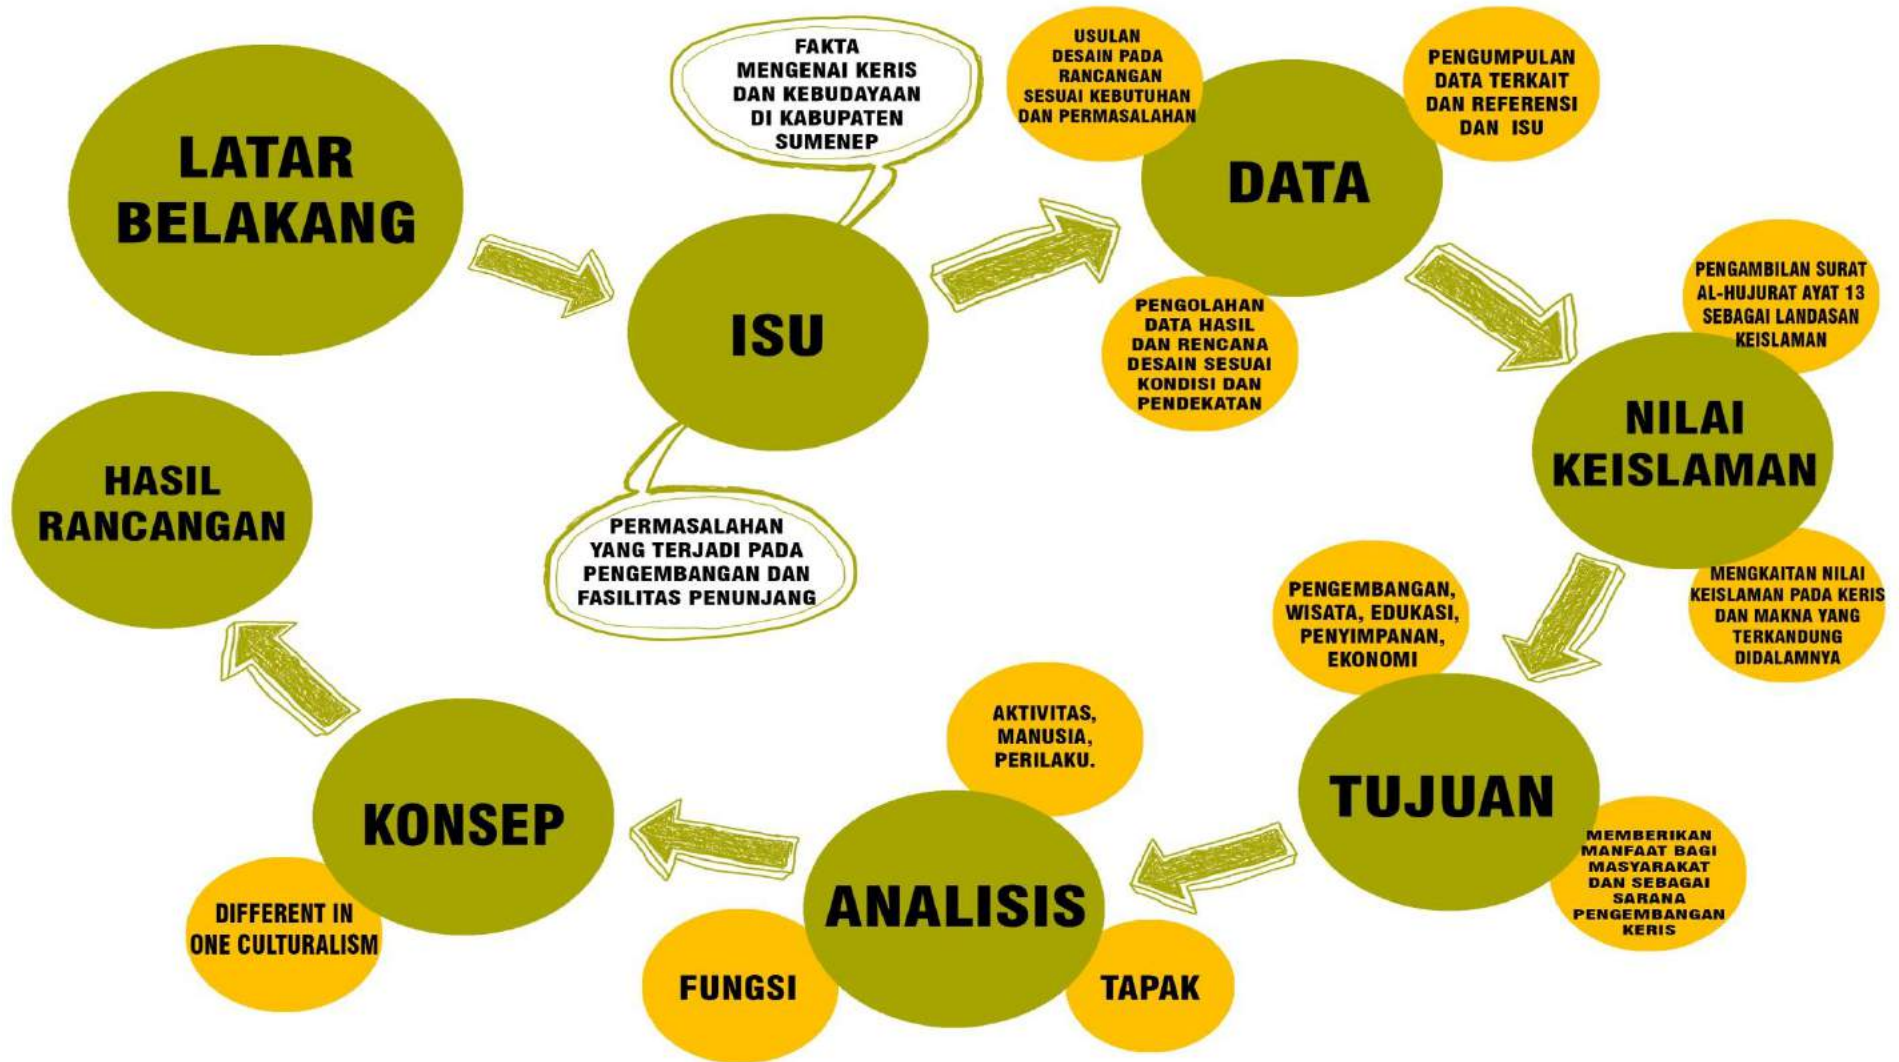 LATAR
BELAKANG
FAKTA
MENGENAI KERIS
DAN KEBUDAYAAN
DI KABUPATEN
SUMENEP
ISU
PERMASALAHAN
YANG TERJADI PADA
PENGEMBANGAN DAN
FASILITAS PENUNJANG
USULAN
DESAIN PADA
RANCANGAN
SESUAI KEBUTUHAN
DAN PERMASALAHAN
DATA
PENGUMPULAN
DATA TERKAIT
DAN REFERENSI
DAN ISU
PENGOLAHAN
DATA HASIL
DAN RENCANA
DESAIN SESUAI
KONDISI DAN
PENDEKATAN
PENGAMBILAN SURAT
AL-HUJURAT AYAT 13
SEBAGAI LANDASAN
KEISLAMAN
NILAI
KEISLAMAN
MENGKAITAN NILAI
KEISLAMAN PADA KERIS
DAN MAKNA YANG
TERKANDUNG
DIDALAMNYA
PENGEMBANGAN,
WISATA, EDUKASI,
PENYIMPANAN,
EKONOMI
TUJUAN
MEMBERIKAN
MANFAAT BAGI
MASYARAKAT
DAN SEBAGAI
SARANA
PENGEMBANGAN
KERIS
AKTIVITAS,
MANUSIA,
PERILAKU.
ANALISIS
FUNGSI
TAPAK
KONSEP
DIFFERENT IN
ONE CULTURALISM
HASIL
RANCANGAN